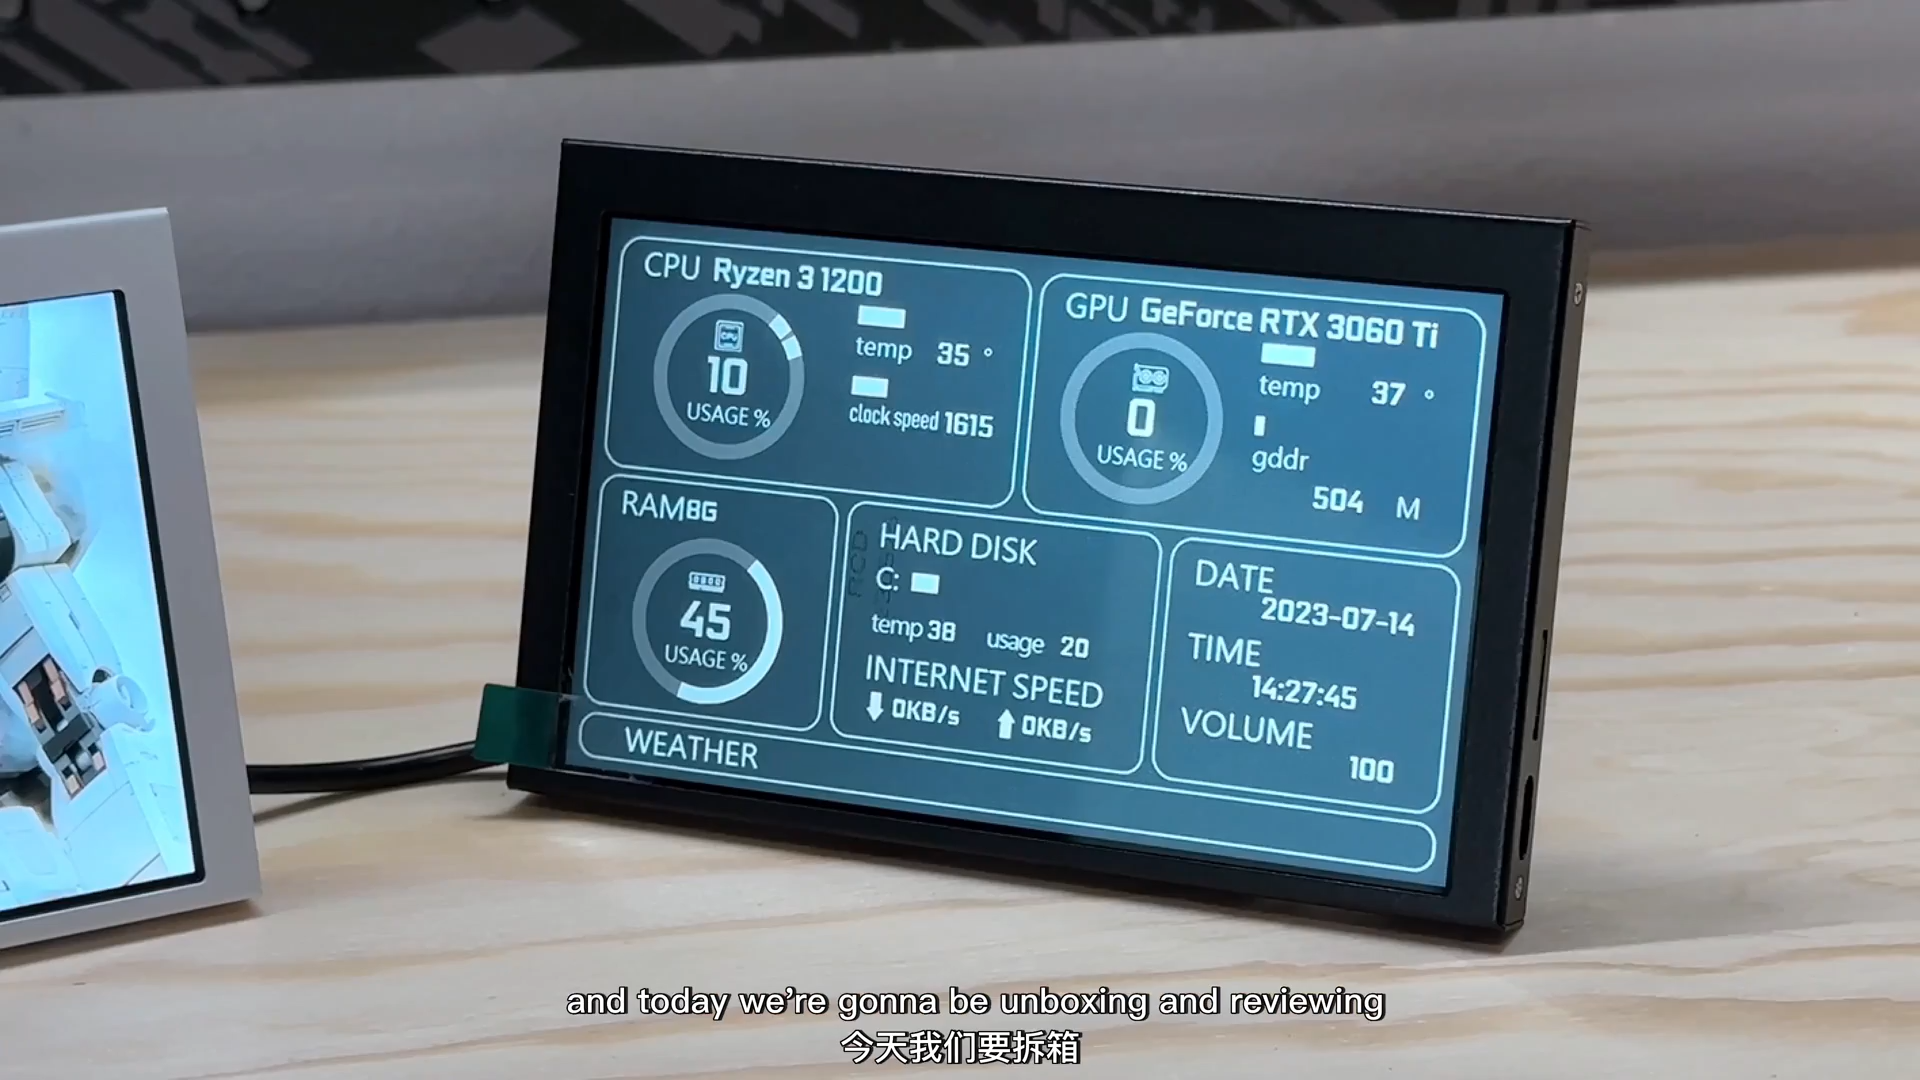 CPU Ryzen 3 1200
CPU
10
USAGE %
temp 35 °
clock speed 1615
GPU GeForce RTX 3060 Ti
0
USAGE %
temp 37 °
gddr
504 M
RAM8G
45
USAGE %
HARD DISK
C:
temp 38 usage 20
INTERNET SPEED
0KB/s 0KB/s
DATE
2023-07-14
TIME
14:27:45
VOLUME
100
WEATHER
and today we're gonna be unboxing and reviewing
今天我们要拆箱